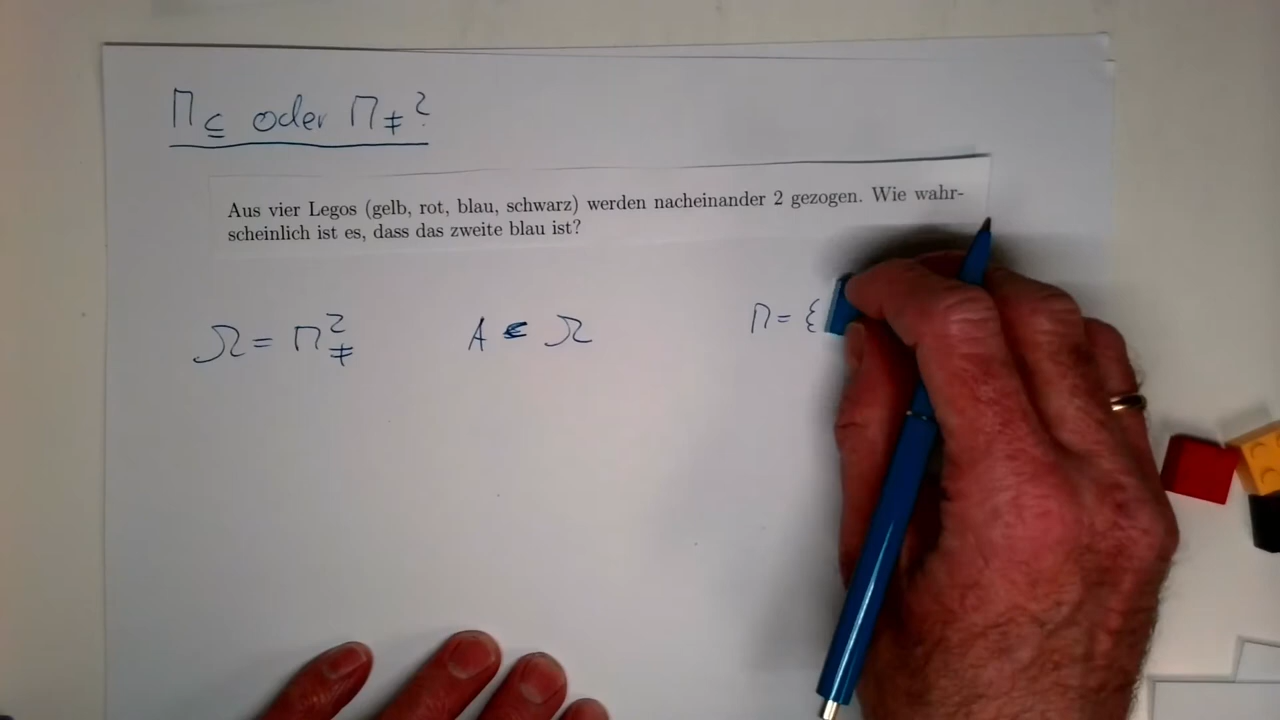 Π⊆ oder Π≠?
Aus vier Legos (gelb, rot, blau, schwarz) werden nacheinander 2 gezogen. Wie wahr-
scheinlich ist es, dass das zweite blau ist?
Ω = Π²≠ A ∈ Ω Π = {